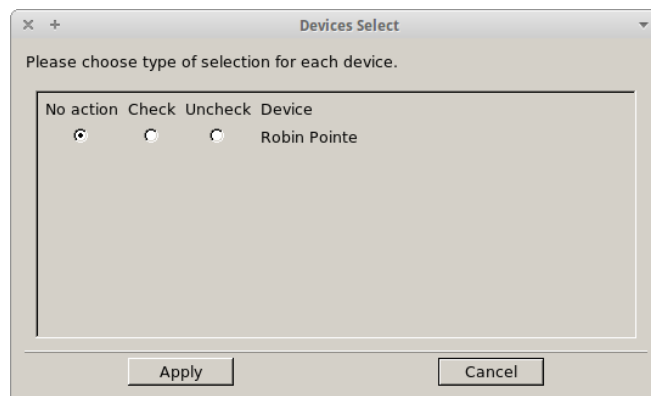 Devices Select
Please choose type of selection for each device.
No action Check Uncheck Device
Robin Pointe
Apply Cancel